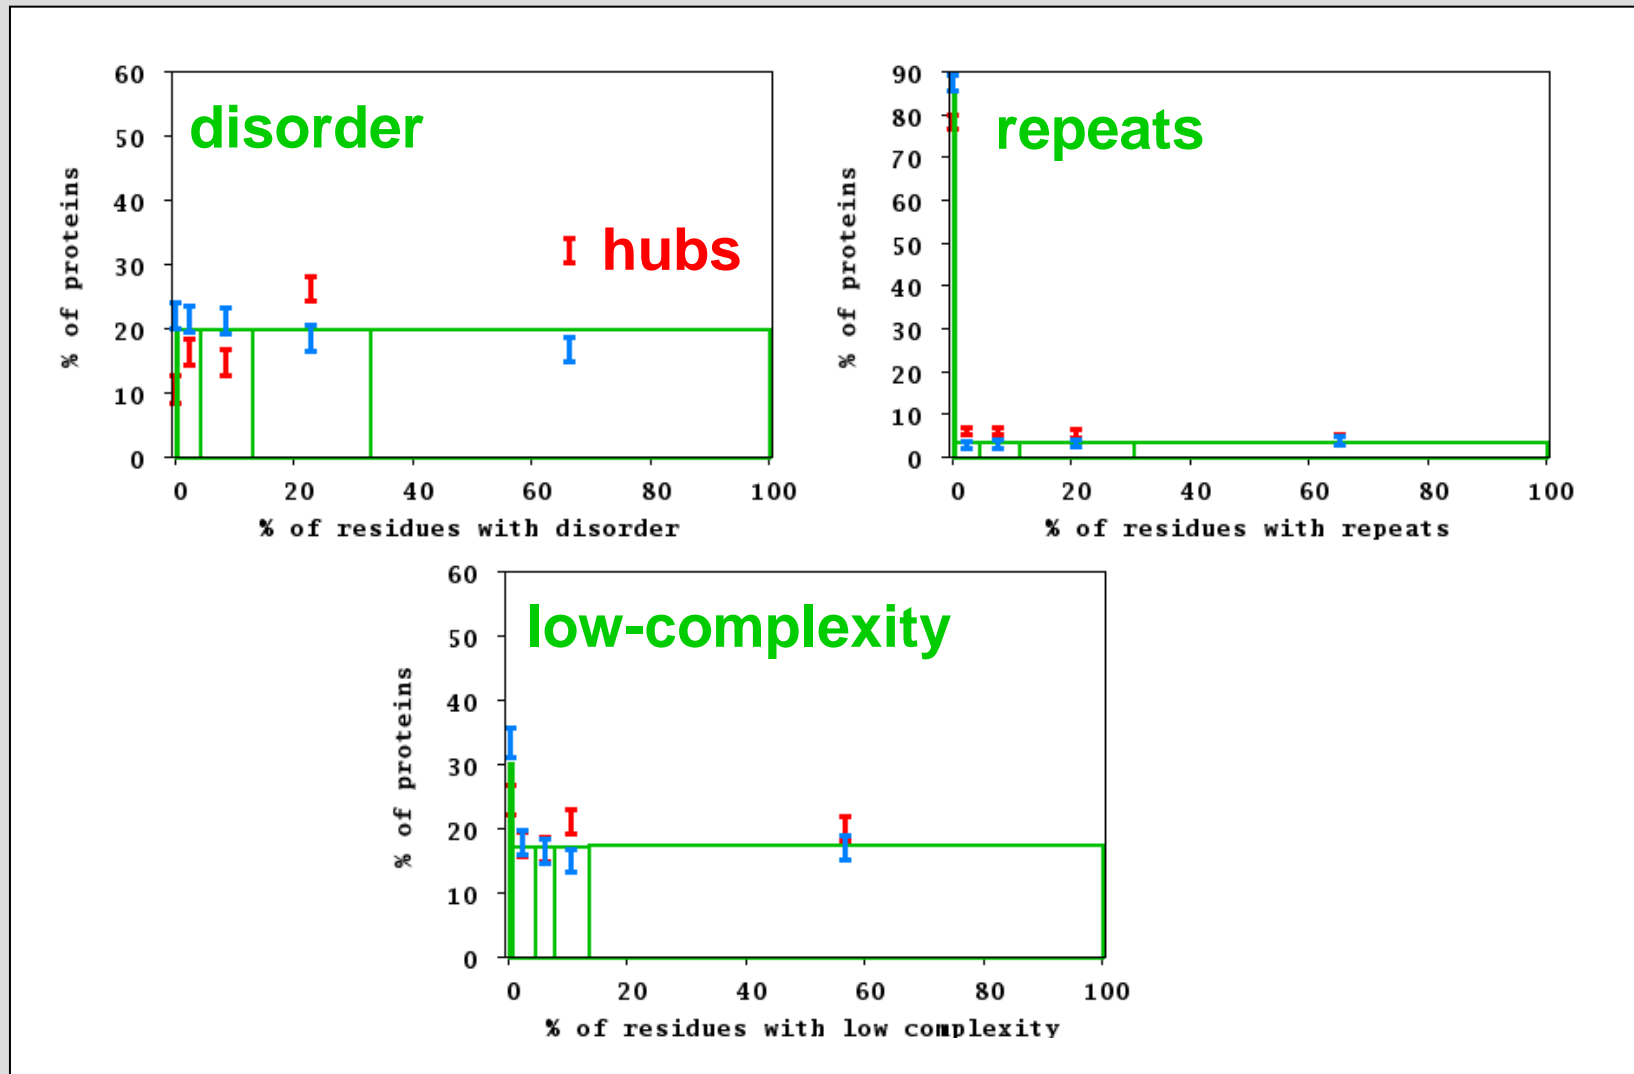 60
50
40
30
20
10
0
% of proteins
disorder
hubs
0 20 40 60 80 100
% of residues with disorder
90
80
70
60
50
40
30
20
10
0
% of proteins
repeats
0 20 40 60 80 100
% of residues with repeats
60
50
40
30
20
10
0
% of proteins
low-complexity
0 20 40 60 80 100
% of residues with low complexity